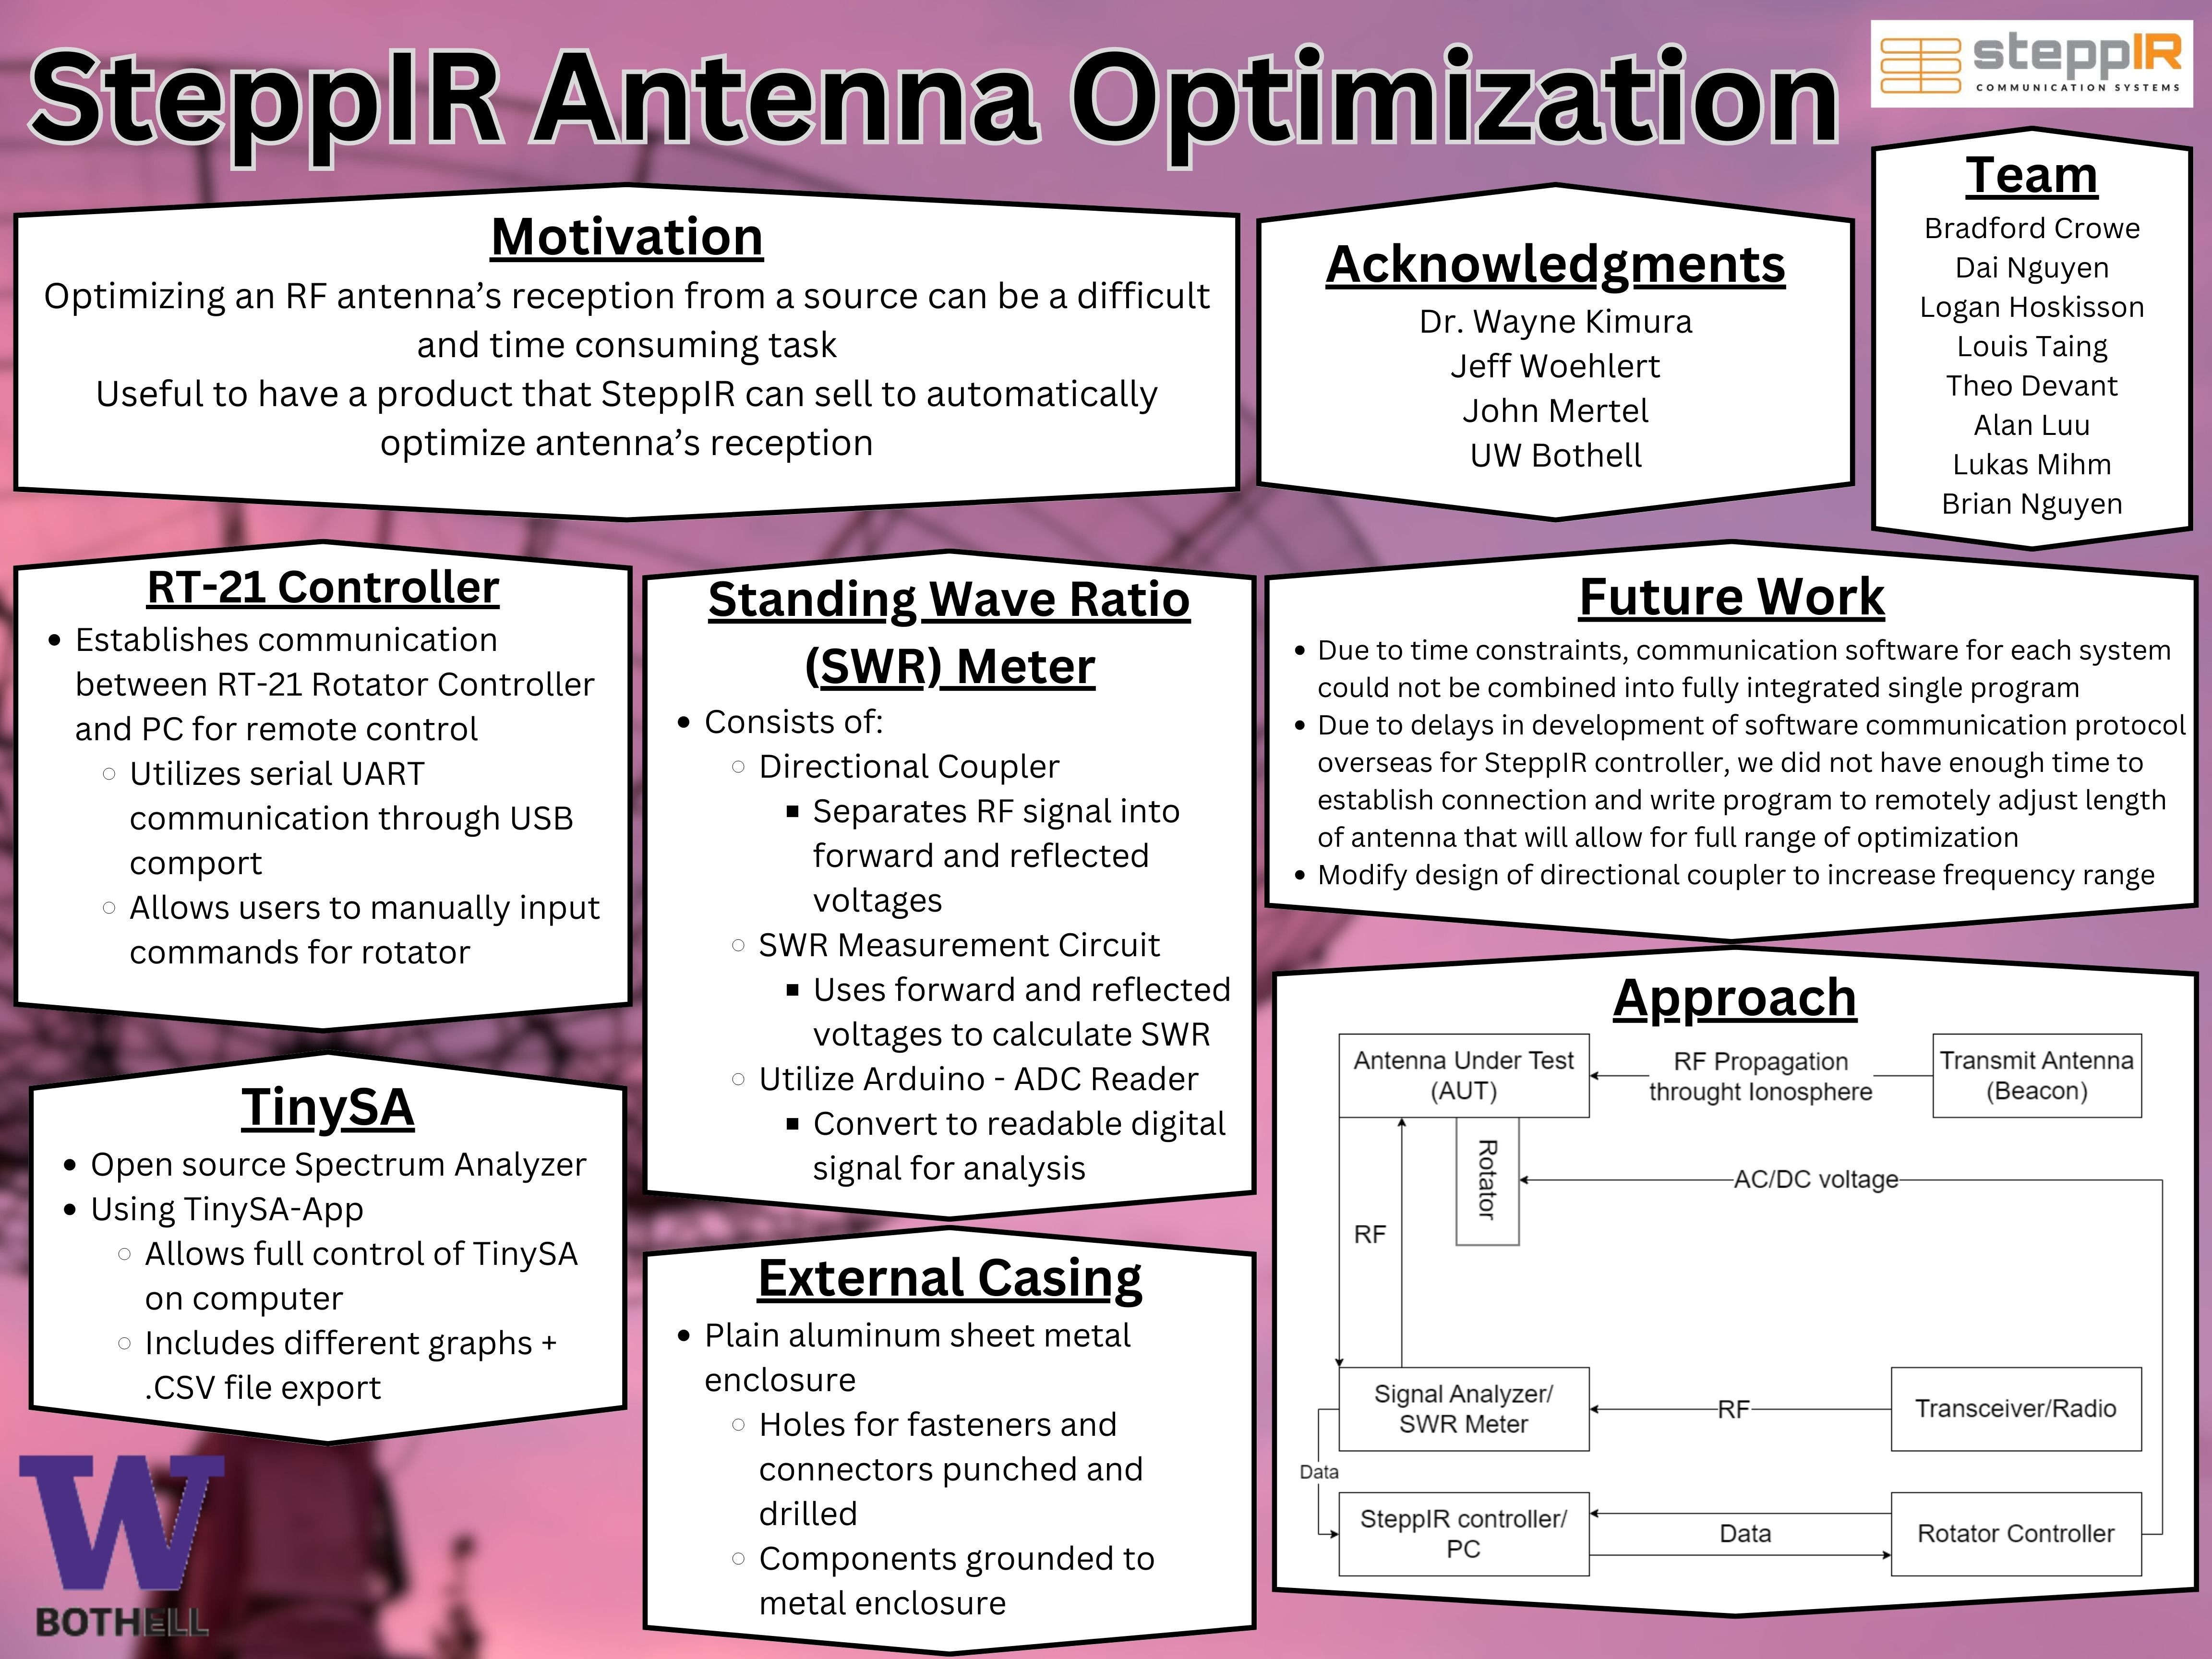 SteppIR Antenna Optimization
steppIR
COMMUNICATION SYSTEMS
Motivation
Optimizing an RF antenna’s reception from a source can be a difficult
and time consuming task
Useful to have a product that SteppIR can sell to automatically
optimize antenna’s reception
Acknowledgments
Dr. Wayne Kimura
Jeff Woehlert
John Mertel
UW Bothell
Team
Bradford Crowe
Dai Nguyen
Logan Hoskisson
Louis Taing
Theo Devant
Alan Luu
Lukas Mihm
Brian Nguyen
RT-21 Controller
• Establishes communication
between RT-21 Rotator Controller
and PC for remote control
○ Utilizes serial UART
communication through USB
comport
○ Allows users to manually input
commands for rotator
TinySA
• Open source Spectrum Analyzer
• Using TinySA-App
○ Allows full control of TinySA
on computer
○ Includes different graphs +
.CSV file export
W
BOTHELL
Standing Wave Ratio
(SWR) Meter
• Consists of:
○ Directional Coupler
▪ Separates RF signal into
forward and reflected
voltages
○ SWR Measurement Circuit
▪ Uses forward and reflected
voltages to calculate SWR
○ Utilize Arduino - ADC Reader
▪ Convert to readable digital
signal for analysis
External Casing
• Plain aluminum sheet metal
enclosure
○ Holes for fasteners and
connectors punched and
drilled
○ Components grounded to
metal enclosure
Future Work
• Due to time constraints, communication software for each system
could not be combined into fully integrated single program
• Due to delays in development of software communication protocol
overseas for SteppIR controller, we did not have enough time to
establish connection and write program to remotely adjust length
of antenna that will allow for full range of optimization
• Modify design of directional coupler to increase frequency range
Approach
Antenna Under Test
(AUT)
RF Propagation
throught Ionosphere
Transmit Antenna
(Beacon)
Rotator
AC/DC voltage
RF
Signal Analyzer/
SWR Meter
RF
Transceiver/Radio
Data
SteppIR controller/
PC
Data
Rotator Controller